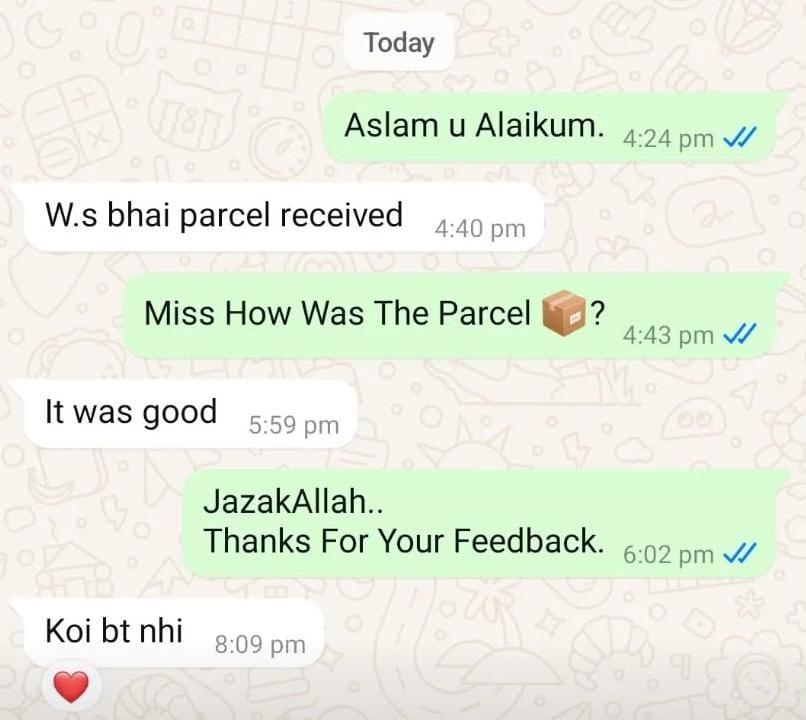 Today
Aslam u Alaikum. 4:24 pm
W.s bhai parcel received 4:40 pm
Miss How Was The Parcel 📦? 4:43 pm
It was good 5:59 pm
JazakAllah..
Thanks For Your Feedback. 6:02 pm
Koi bt nhi 8:09 pm
❤️